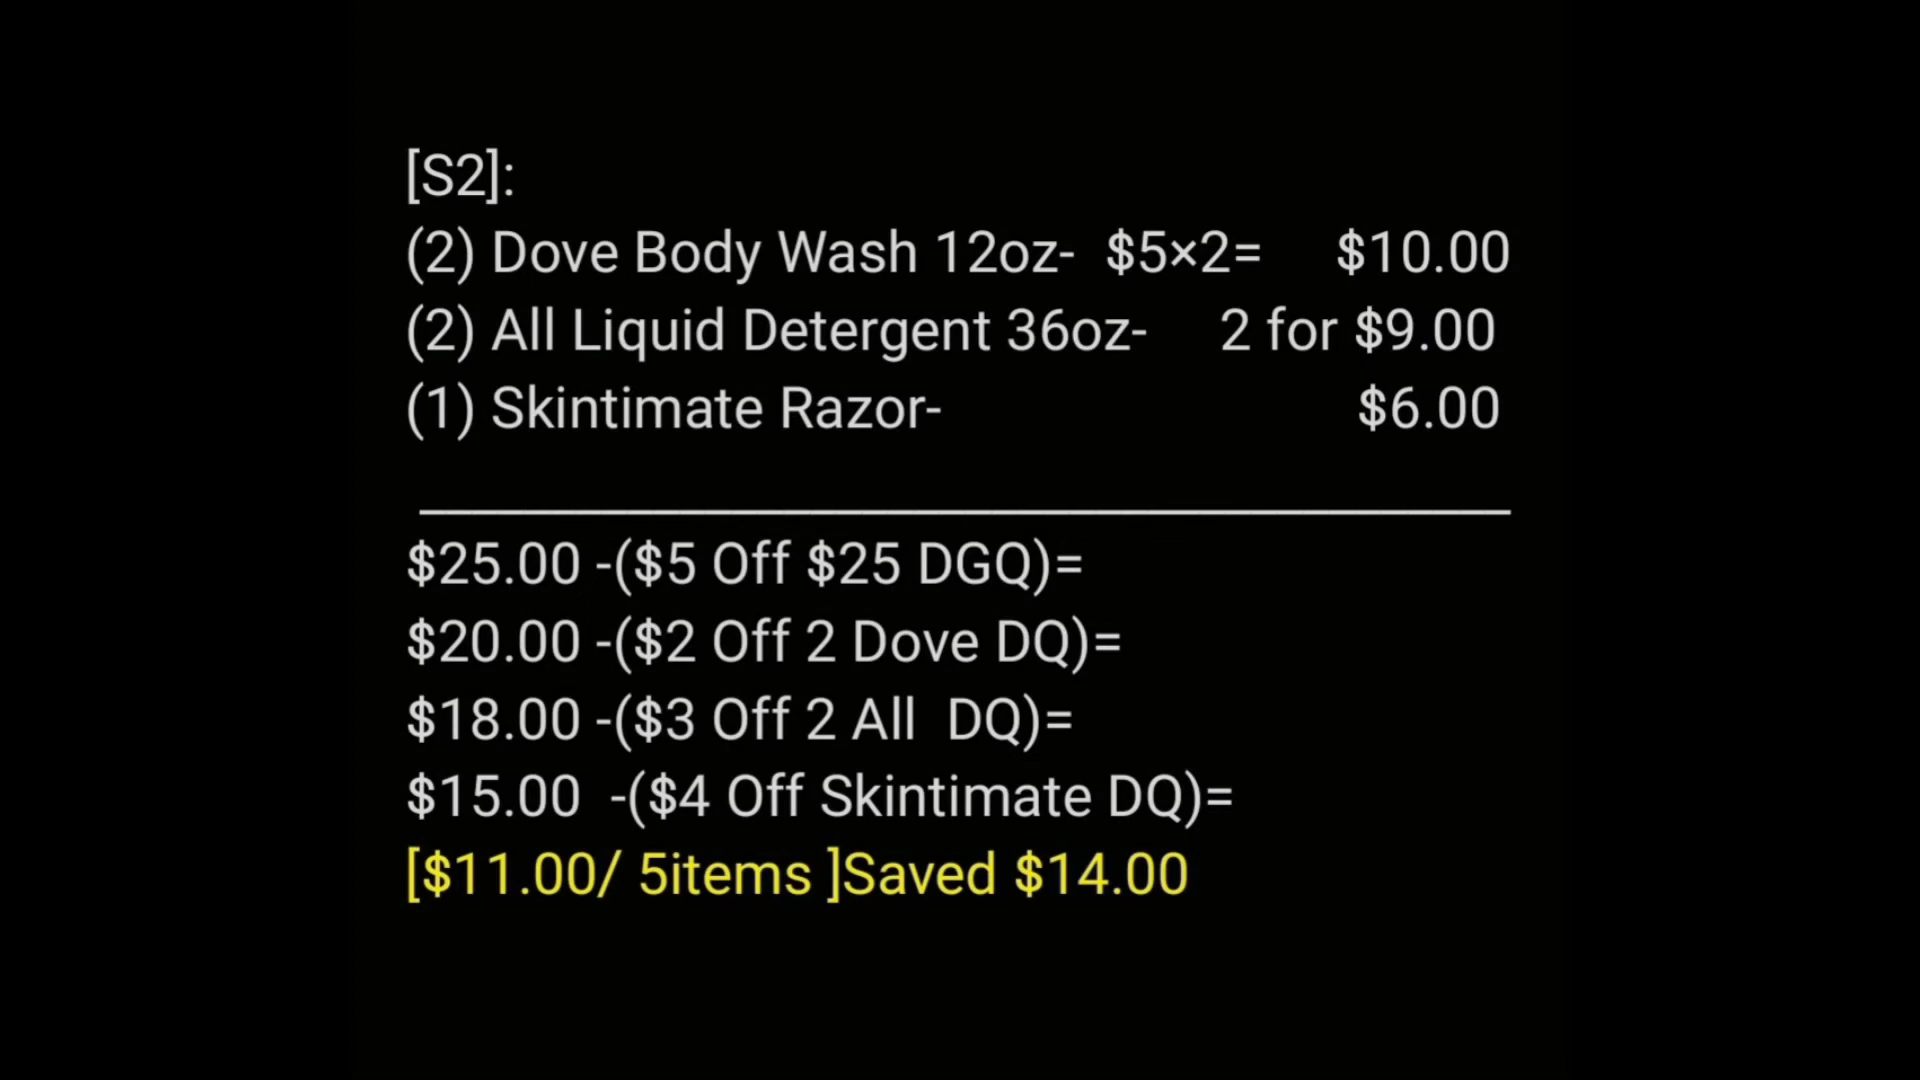 [S2]:
(2) Dove Body Wash 12oz- $5×2= $10.00
(2) All Liquid Detergent 36oz- 2 for $9.00
(1) Skintimate Razor- $6.00
$25.00 -($5 Off $25 DGQ)=
$20.00 -($2 Off 2 Dove DQ)=
$18.00 -($3 Off 2 All DQ)=
$15.00 -($4 Off Skintimate DQ)=
[$11.00/ 5items ]Saved $14.00